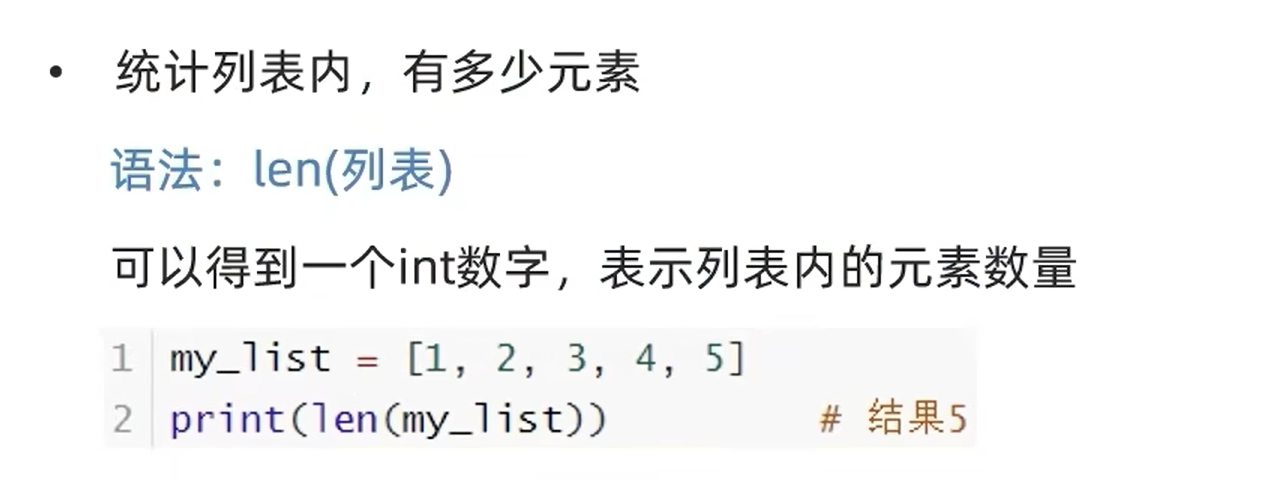 • 统计列表内，有多少元素
语法：len(列表)
可以得到一个int数字，表示列表内的元素数量
1 my_list = [1, 2, 3, 4, 5]
2 print(len(my_list)) # 结果5